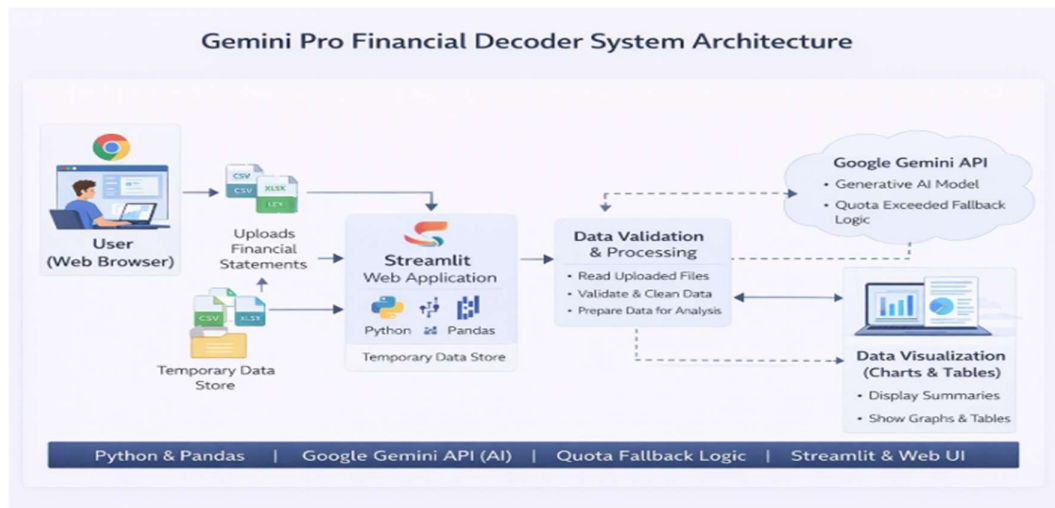 Gemini Pro Financial Decoder System Architecture
User
(Web Browser)
CSV
CSV
XLSX
Uploads
Financial
Statements
CSV
XLSX
Temporary Data
Store
Streamlit
Web Application
Python
Pandas
Temporary Data Store
Data Validation
& Processing
• Read Uploaded Files
• Validate & Clean Data
• Prepare Data for Analysis
Google Gemini API
• Generative AI Model
• Quota Exceeded Fallback
Logic
Data Visualization
(Charts & Tables)
• Display Summaries
• Show Graphs & Tables
Python & Pandas | Google Gemini API (AI) | Quota Fallback Logic | Streamlit & Web UI